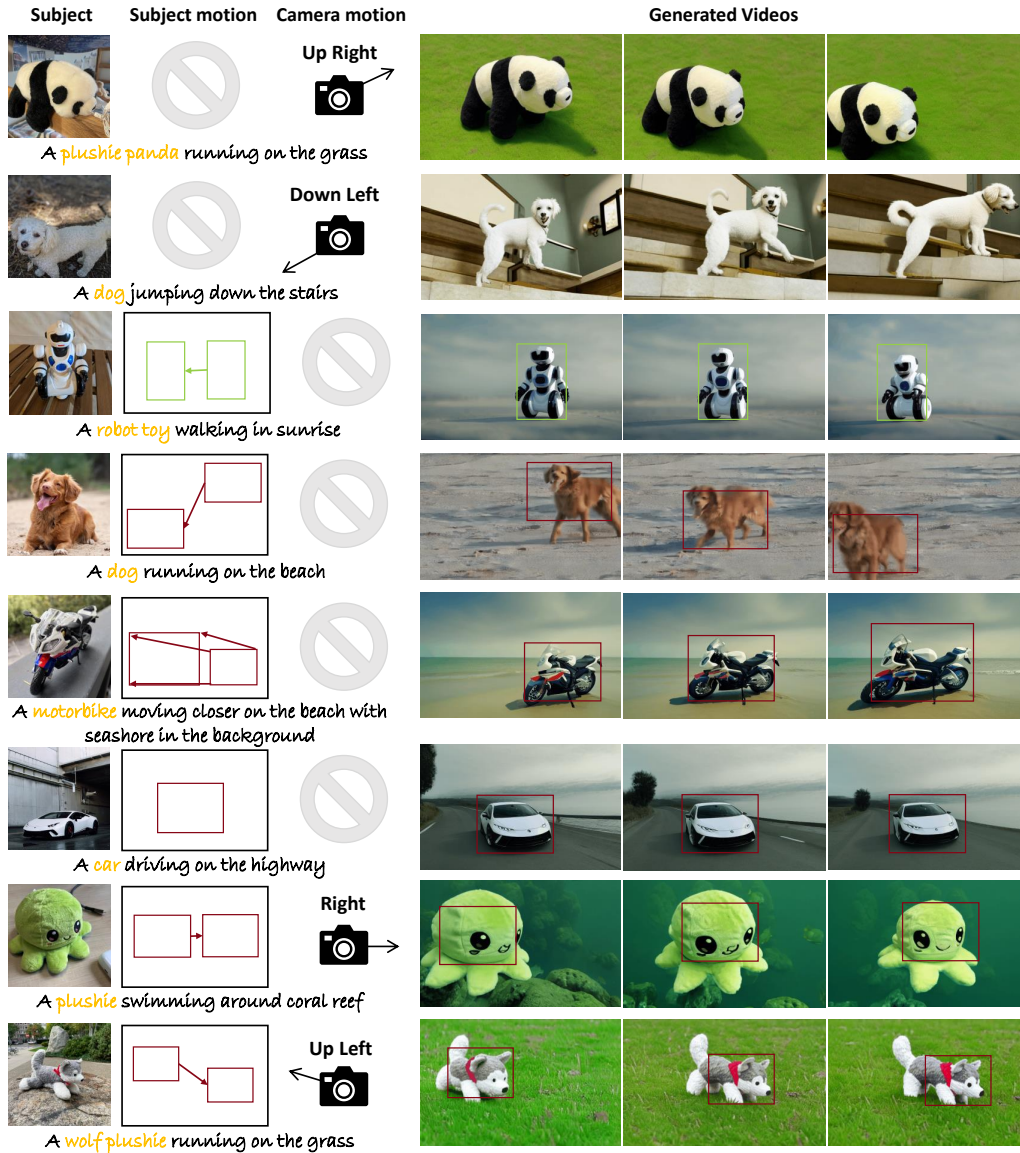 Subject Subject motion Camera motion Generated Videos
Up Right
A plushie panda running on the grass
Down Left
A dog jumping down the stairs
A robot toy walking in sunrise
A dog running on the beach
A motorbike moving closer on the beach with
seashore in the background
A car driving on the highway
Right
A plushie swimming around coral reef
Up Left
A wolf plushie running on the grass